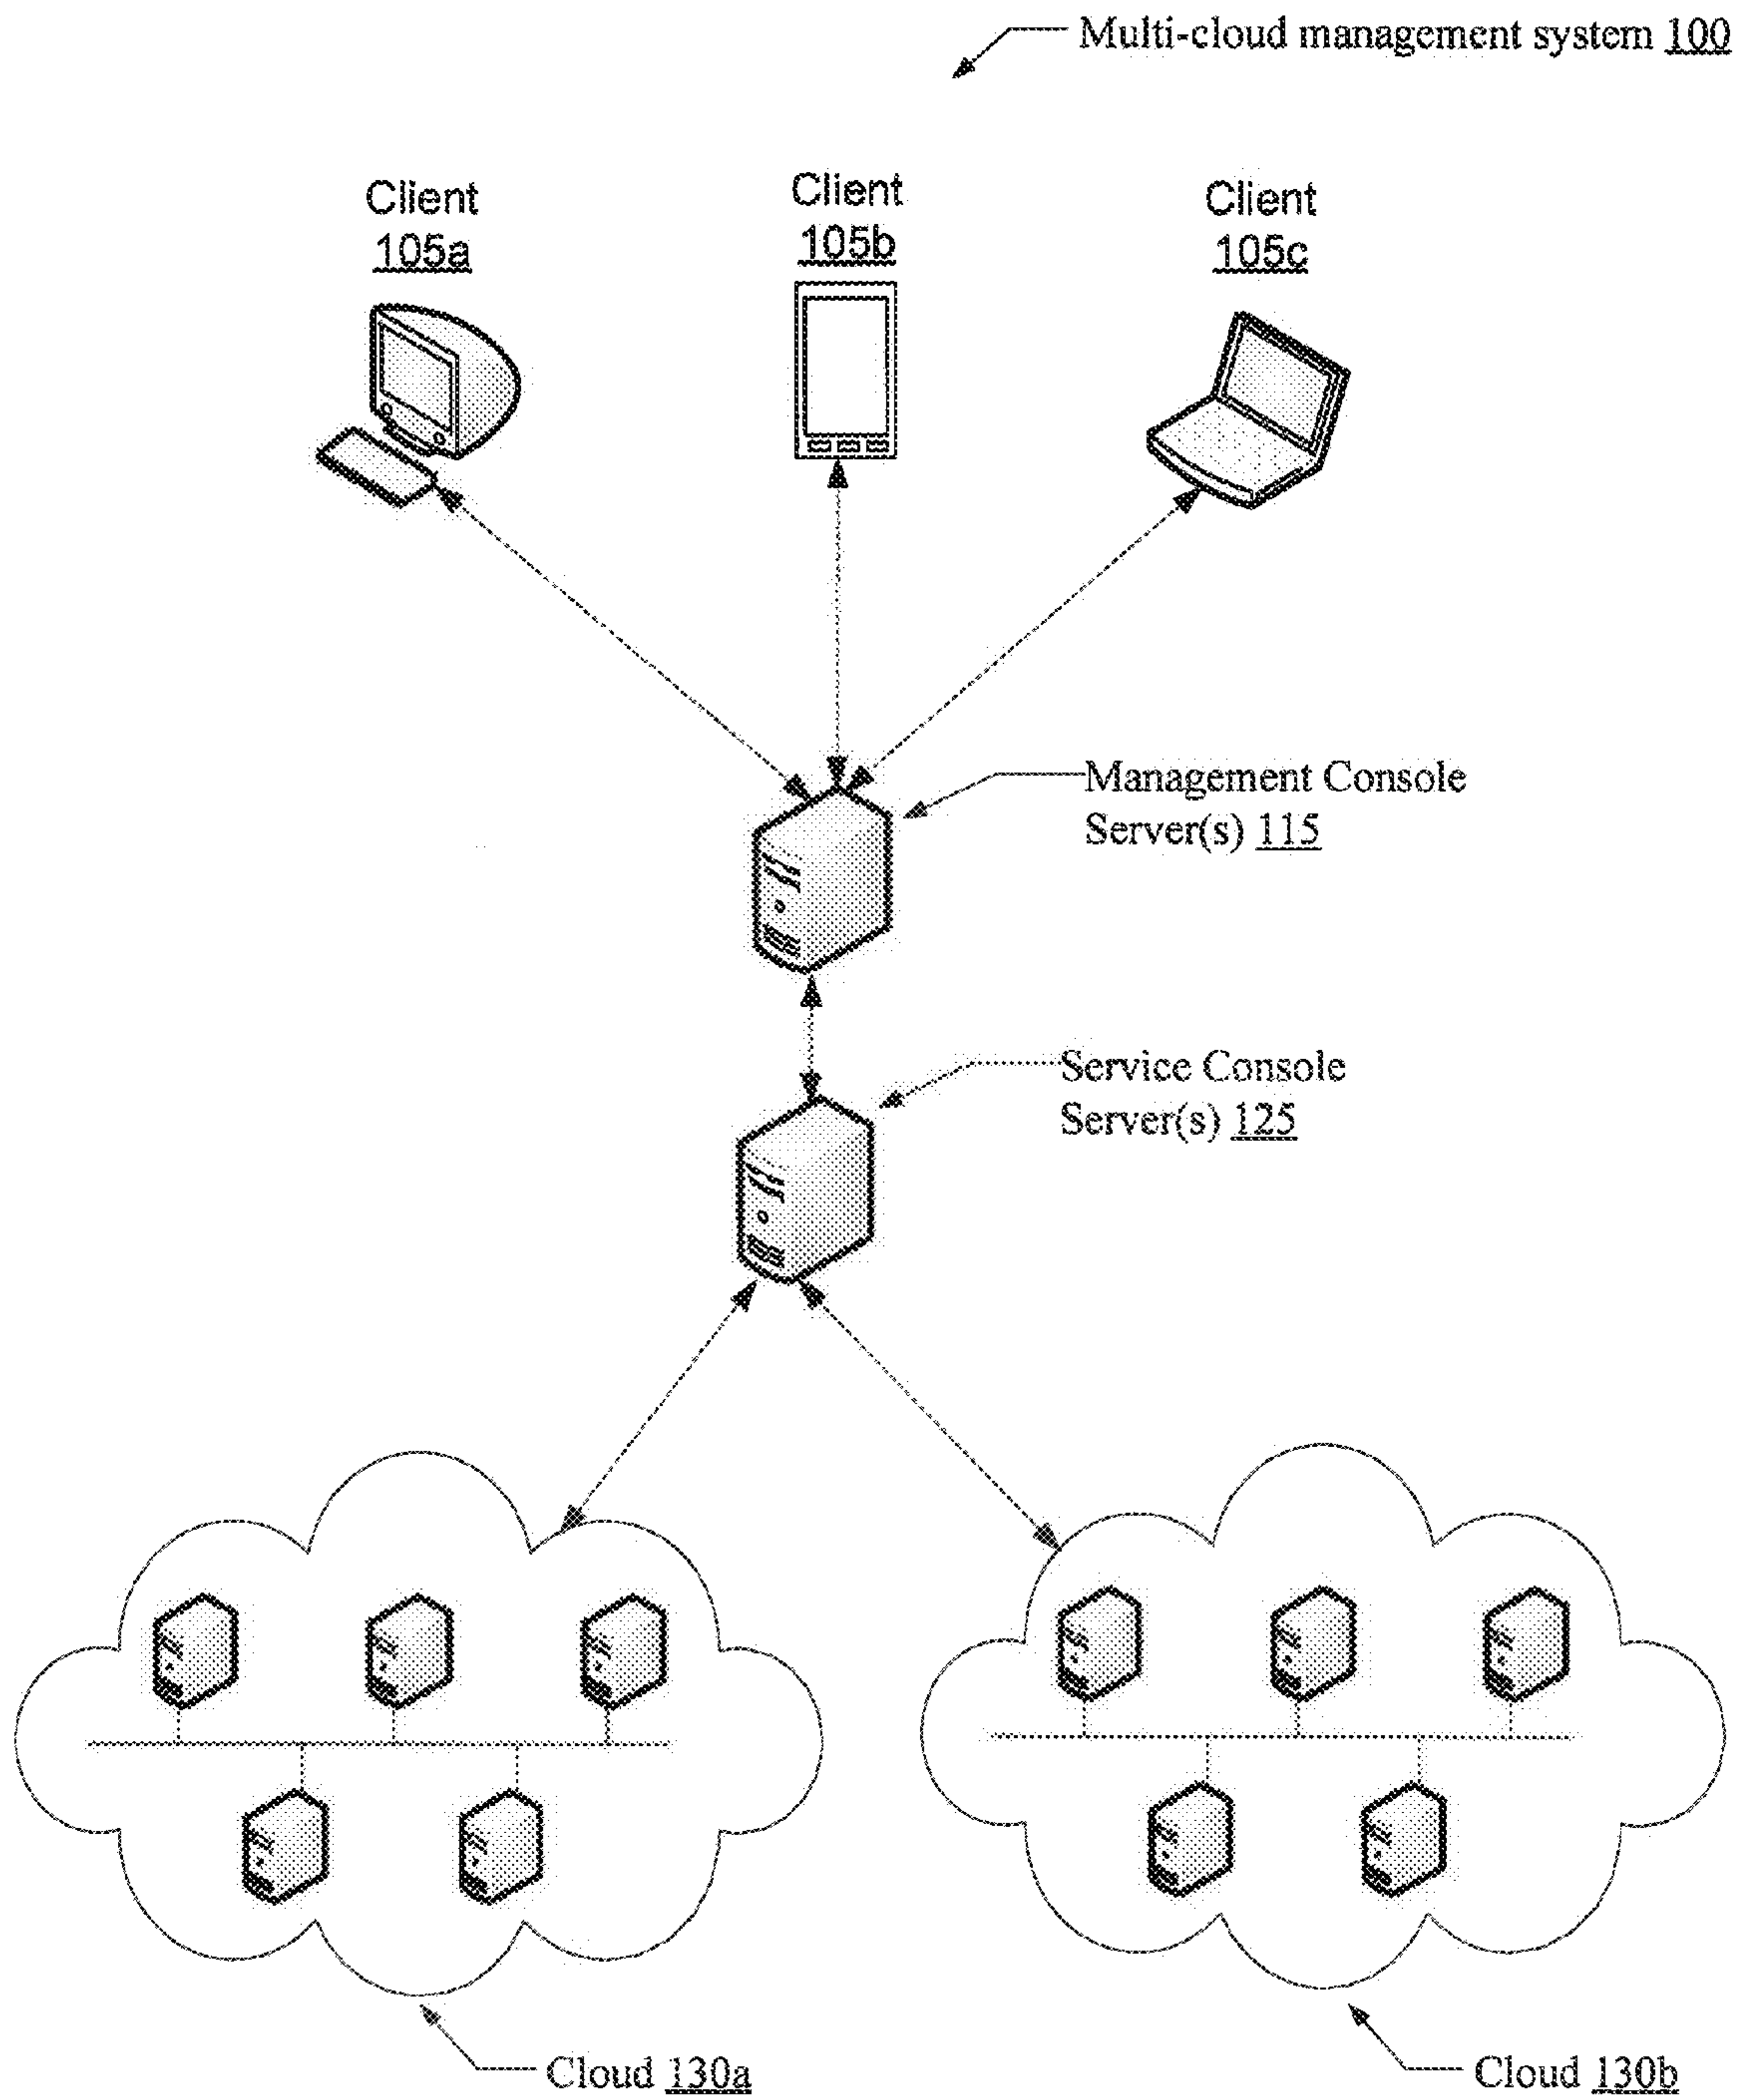 Multi-cloud management system 100
Client
105a
Client
105b
Client
105c
Management Console
Server(s) 115
Service Console
Server(s) 125
Cloud 130a
Cloud 130b